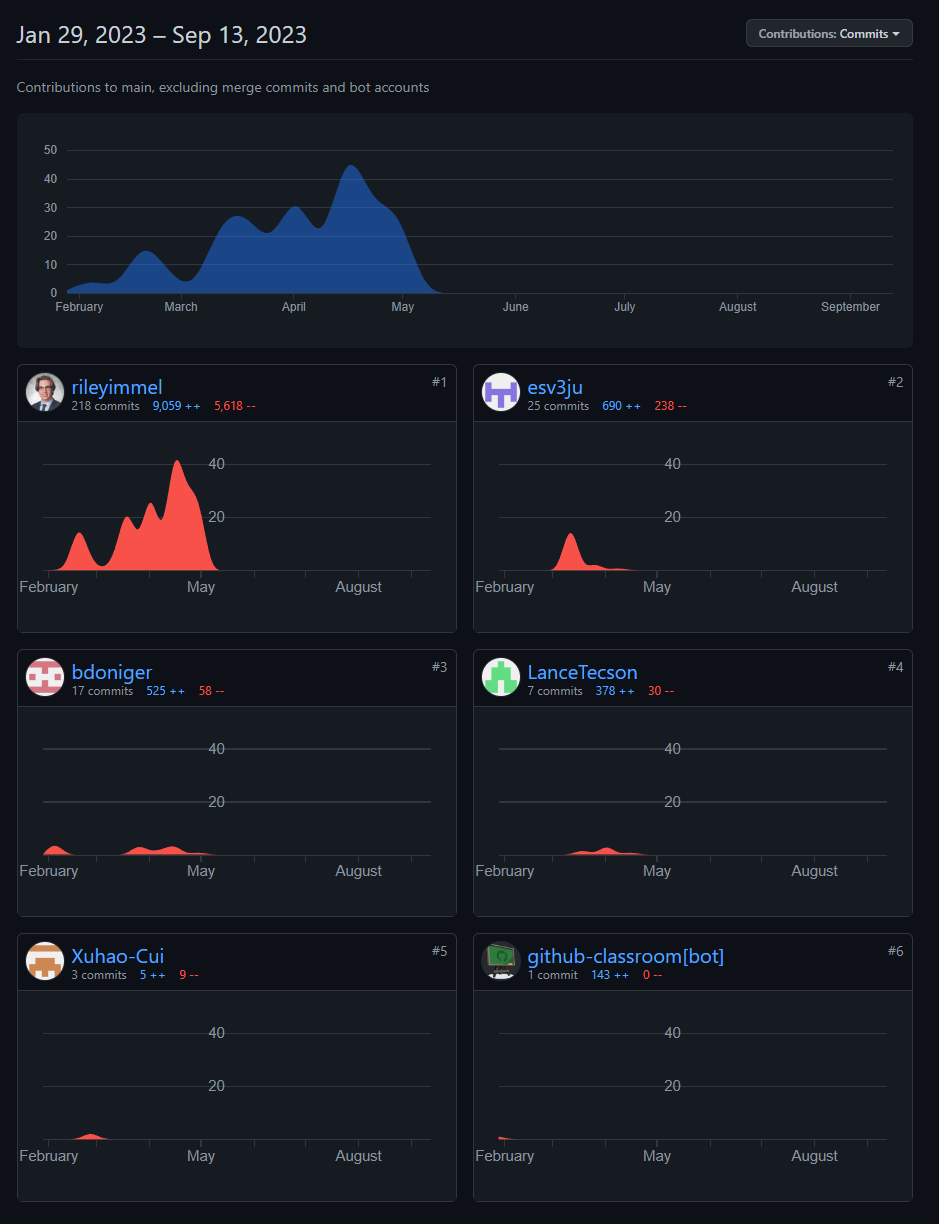 Jan 29, 2023 – Sep 13, 2023
Contributions: Commits
Contributions to main, excluding merge commits and bot accounts
50
40
30
20
10
0
February March April May June July August September
rileyimmel #1
218 commits 9,059 ++ 5,618 --
40
20
February May August
esv3ju #2
25 commits 690 ++ 238 --
40
20
February May August
bdoniger #3
17 commits 525 ++ 58 --
40
20
February May August
LanceTecson #4
7 commits 378 ++ 30 --
40
20
February May August
Xuhao-Cui #5
3 commits 5 ++ 9 --
40
20
February May August
github-classroom[bot] #6
1 commit 143 ++ 0 --
40
20
February May August